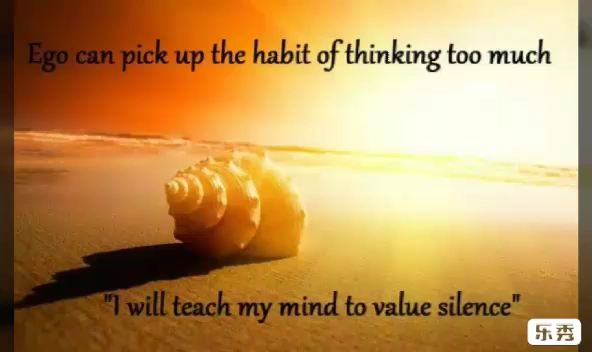 Ego can pick up the habit of thinking too much
"I will teach my mind to value silence"
乐秀